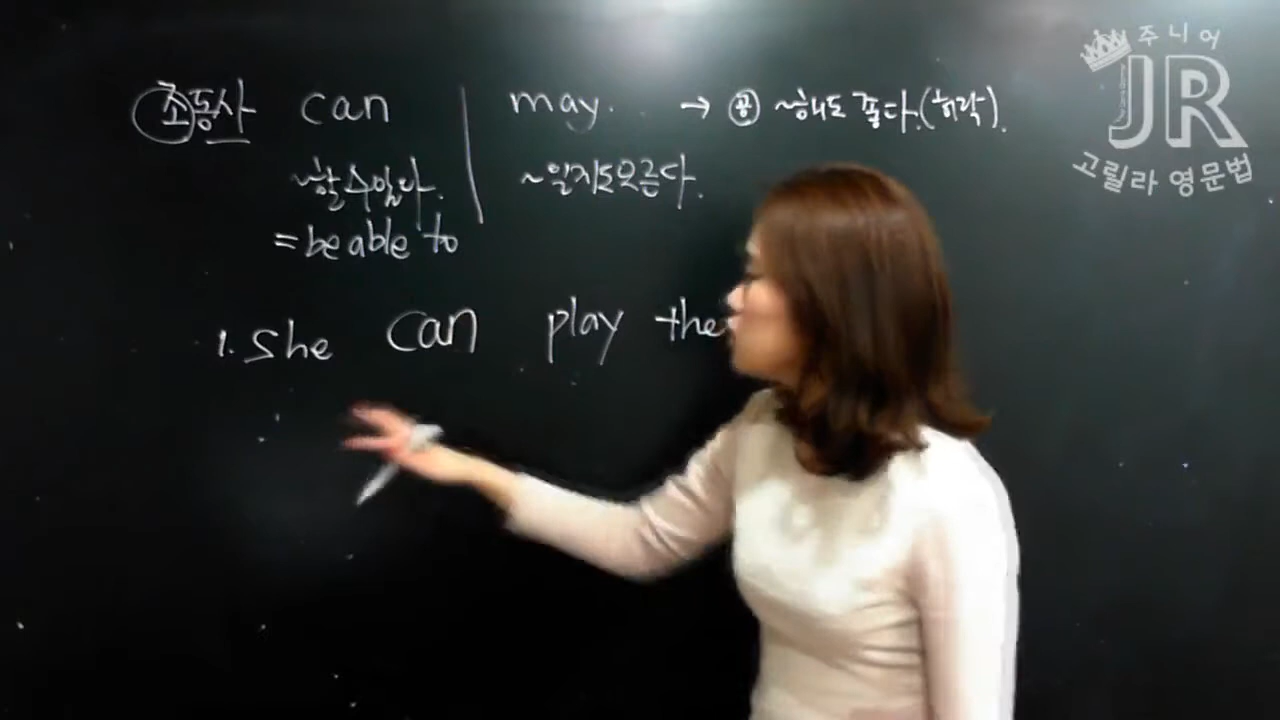 조동사 can | may. → 공 ~해도 좋다.(허락).
~할 수 있다. ~일지도 모른다.
= be able to
1. She can play the
주니어
JR
고릴라 영문법